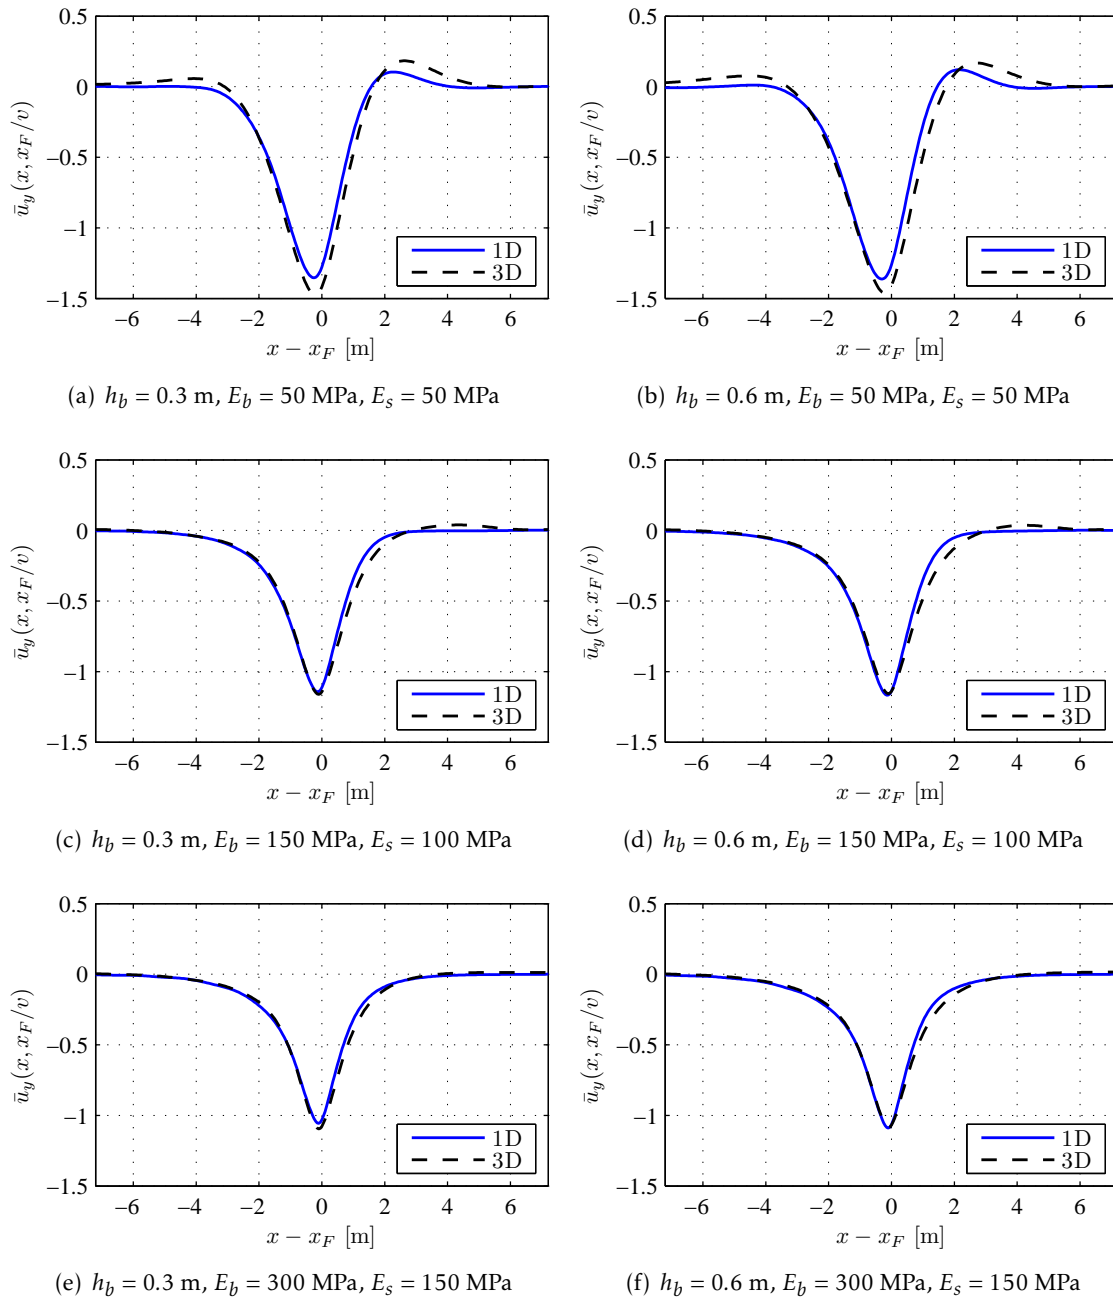 0.5
0
−0.5
−1
−1.5
ū_y(x, x_F/v)
1D
3D
−6 −4 −2 0 2 4 6
x − x_F [m]
(a) h_b = 0.3 m, E_b = 50 MPa, E_s = 50 MPa
0.5
0
−0.5
−1
−1.5
ū_y(x, x_F/v)
1D
3D
−6 −4 −2 0 2 4 6
x − x_F [m]
(b) h_b = 0.6 m, E_b = 50 MPa, E_s = 50 MPa
0.5
0
−0.5
−1
−1.5
ū_y(x, x_F/v)
1D
3D
−6 −4 −2 0 2 4 6
x − x_F [m]
(c) h_b = 0.3 m, E_b = 150 MPa, E_s = 100 MPa
0.5
0
−0.5
−1
−1.5
ū_y(x, x_F/v)
1D
3D
−6 −4 −2 0 2 4 6
x − x_F [m]
(d) h_b = 0.6 m, E_b = 150 MPa, E_s = 100 MPa
0.5
0
−0.5
−1
−1.5
ū_y(x, x_F/v)
1D
3D
−6 −4 −2 0 2 4 6
x − x_F [m]
(e) h_b = 0.3 m, E_b = 300 MPa, E_s = 150 MPa
0.5
0
−0.5
−1
−1.5
ū_y(x, x_F/v)
1D
3D
−6 −4 −2 0 2 4 6
x − x_F [m]
(f) h_b = 0.6 m, E_b = 300 MPa, E_s = 150 MPa